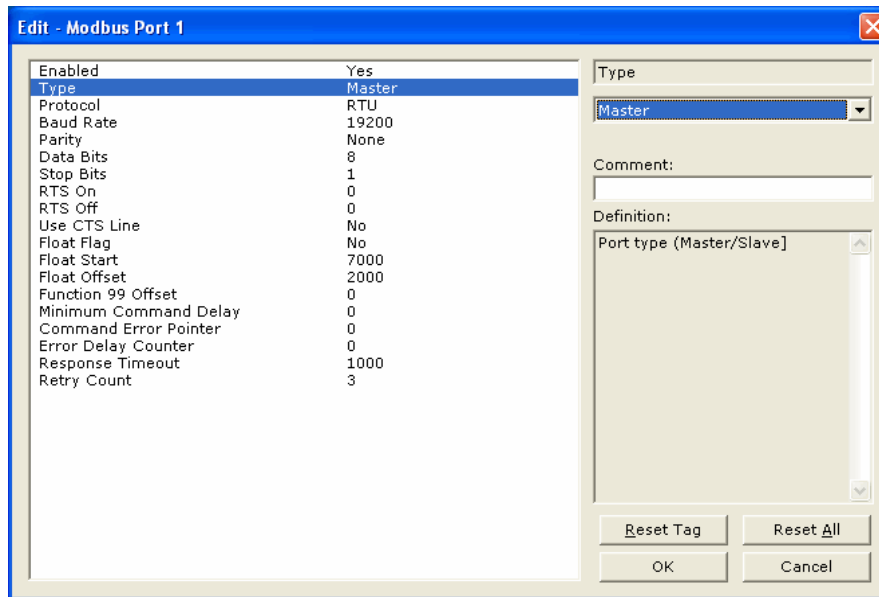 Edit - Modbus Port 1
Enabled Yes
Type Master
Protocol RTU
Baud Rate 19200
Parity None
Data Bits 8
Stop Bits 1
RTS On 0
RTS Off 0
Use CTS Line No
Float Flag No
Float Start 7000
Float Offset 2000
Function 99 Offset 0
Minimum Command Delay 0
Command Error Pointer 0
Error Delay Counter 0
Response Timeout 1000
Retry Count 3
Type
Master
Comment:
Definition:
Port type (Master/Slave]
Reset Tag Reset All
OK Cancel